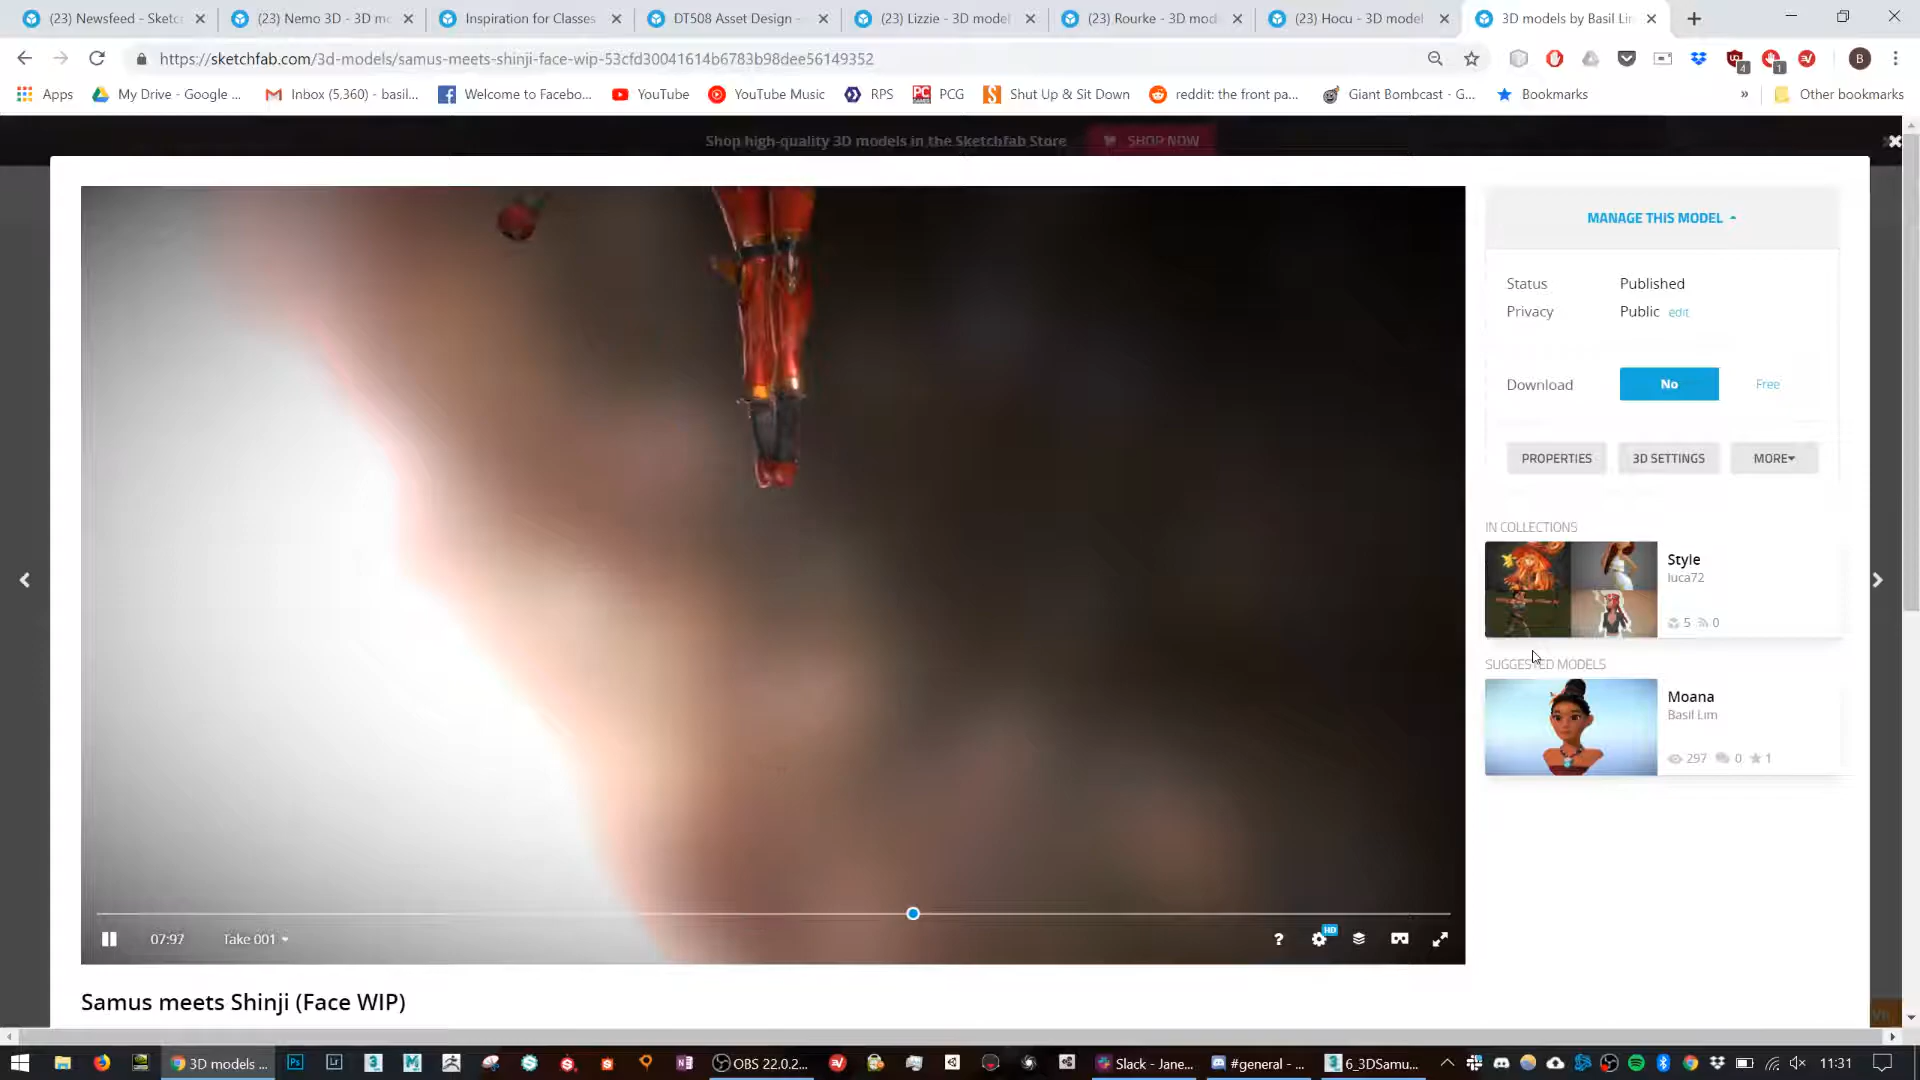 (23) Newsfeed - Sketc
(23) Nemo 3D - 3D mo
Inspiration for Classes
DT508 Asset Design -
(23) Lizzie - 3D model
(23) Rourke - 3D mod
(23) Hocu - 3D model
3D models by Basil Lim
https://sketchfab.com/3d-models/samus-meets-shinji-face-wip-53cfd30041614b6783b98dee56149352
4
1
B
Apps
My Drive - Google ...
Inbox (5,360) - basil...
Welcome to Facebo...
YouTube
YouTube Music
RPS
PCG
Shut Up & Sit Down
reddit: the front pa...
Giant Bombcast - G...
Bookmarks
»
Other bookmarks
Shop high-quality 3D models in the Sketchfab Store
SHOP NOW
MANAGE THIS MODEL
Status
Published
Privacy
Public edit
Download
No
Free
PROPERTIES
3D SETTINGS
MORE
IN COLLECTIONS
Style
luca72
5
0
SUGGESTED MODELS
Moana
Basil Lim
297
0
1
07:97
Take 001
?
HD
Samus meets Shinji (Face WIP)
3D models ...
Ps
Lr
OBS 22.0.2...
Slack - Jane...
#general - ...
6_3DSamu...
11:31